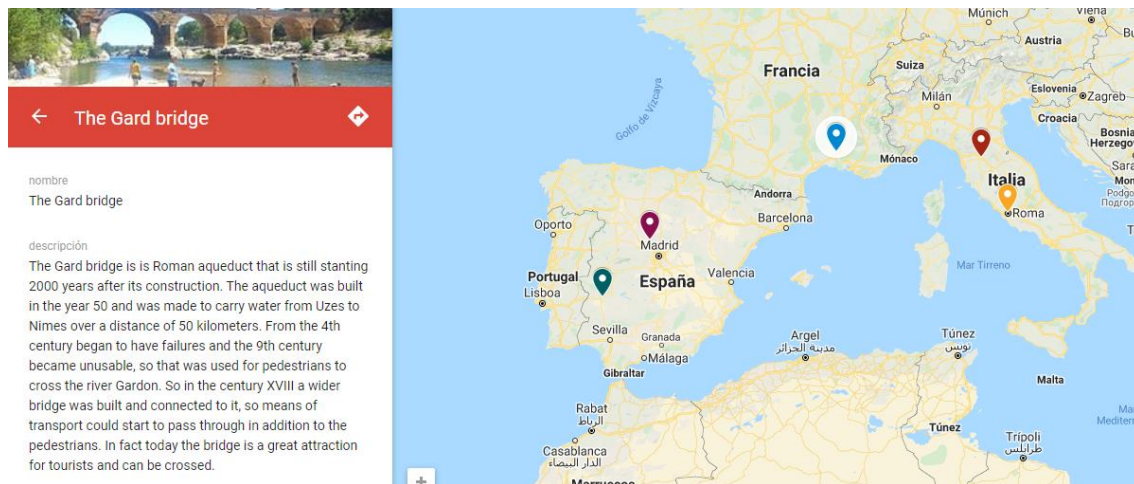 The Gard bridge
nombre
The Gard bridge
descripción
The Gard bridge is is Roman aqueduct that is still stanting
2000 years after its construction. The aqueduct was built
in the year 50 and was made to carry water from Uzes to
Nimes over a distance of 50 kilometers. From the 4th
century began to have failures and the 9th century
became unusable, so that was used for pedestrians to
cross the river Gardon. So in the century XVIII a wider
bridge was built and connected to it, so means of
transport could start to pass through in addition to the
pedestrians. In fact today the bridge is a great attraction
for tourists and can be crossed.
Múnich
Viena
Austria
Francia
Suiza
Eslovenia
Zagreb
Milán
Croacia
Bosnia
Golfo de Vizcaya
Mónaco
Italia
Andorra
Roma
Oporto
Barcelona
Madrid
Portugal
España
Valencia
Mar Tirreno
Lisboa
Sevilla
Granada
Málaga
Argel
مدينة الجزائر
Túnez
تونس
Gibraltar
Malta
Rabat
الرباط
Túnez
Trípoli
طرابلس
Casablanca
الدار البيضاء
Marruecos
+